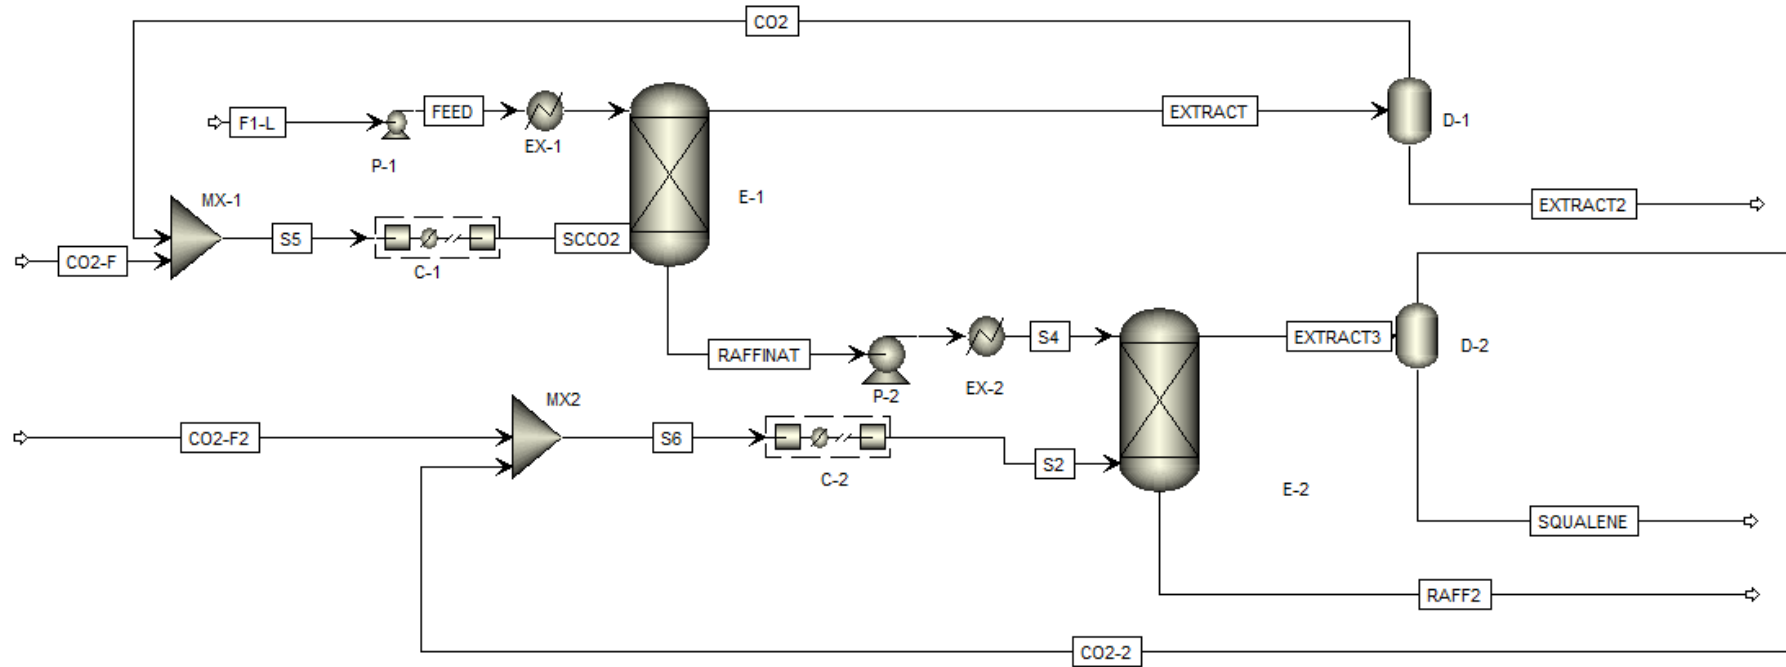 CO2
F1-L
FEED
P-1
EX-1
EXTRACT
D-1
E-1
EXTRACT2
MX-1
S5
SCCO2
CO2-F
C-1
RAFFINAT
P-2
EX-2
S4
EXTRACT3
D-2
MX2
CO2-F2
S6
C-2
S2
E-2
SQUALENE
RAFF2
CO2-2